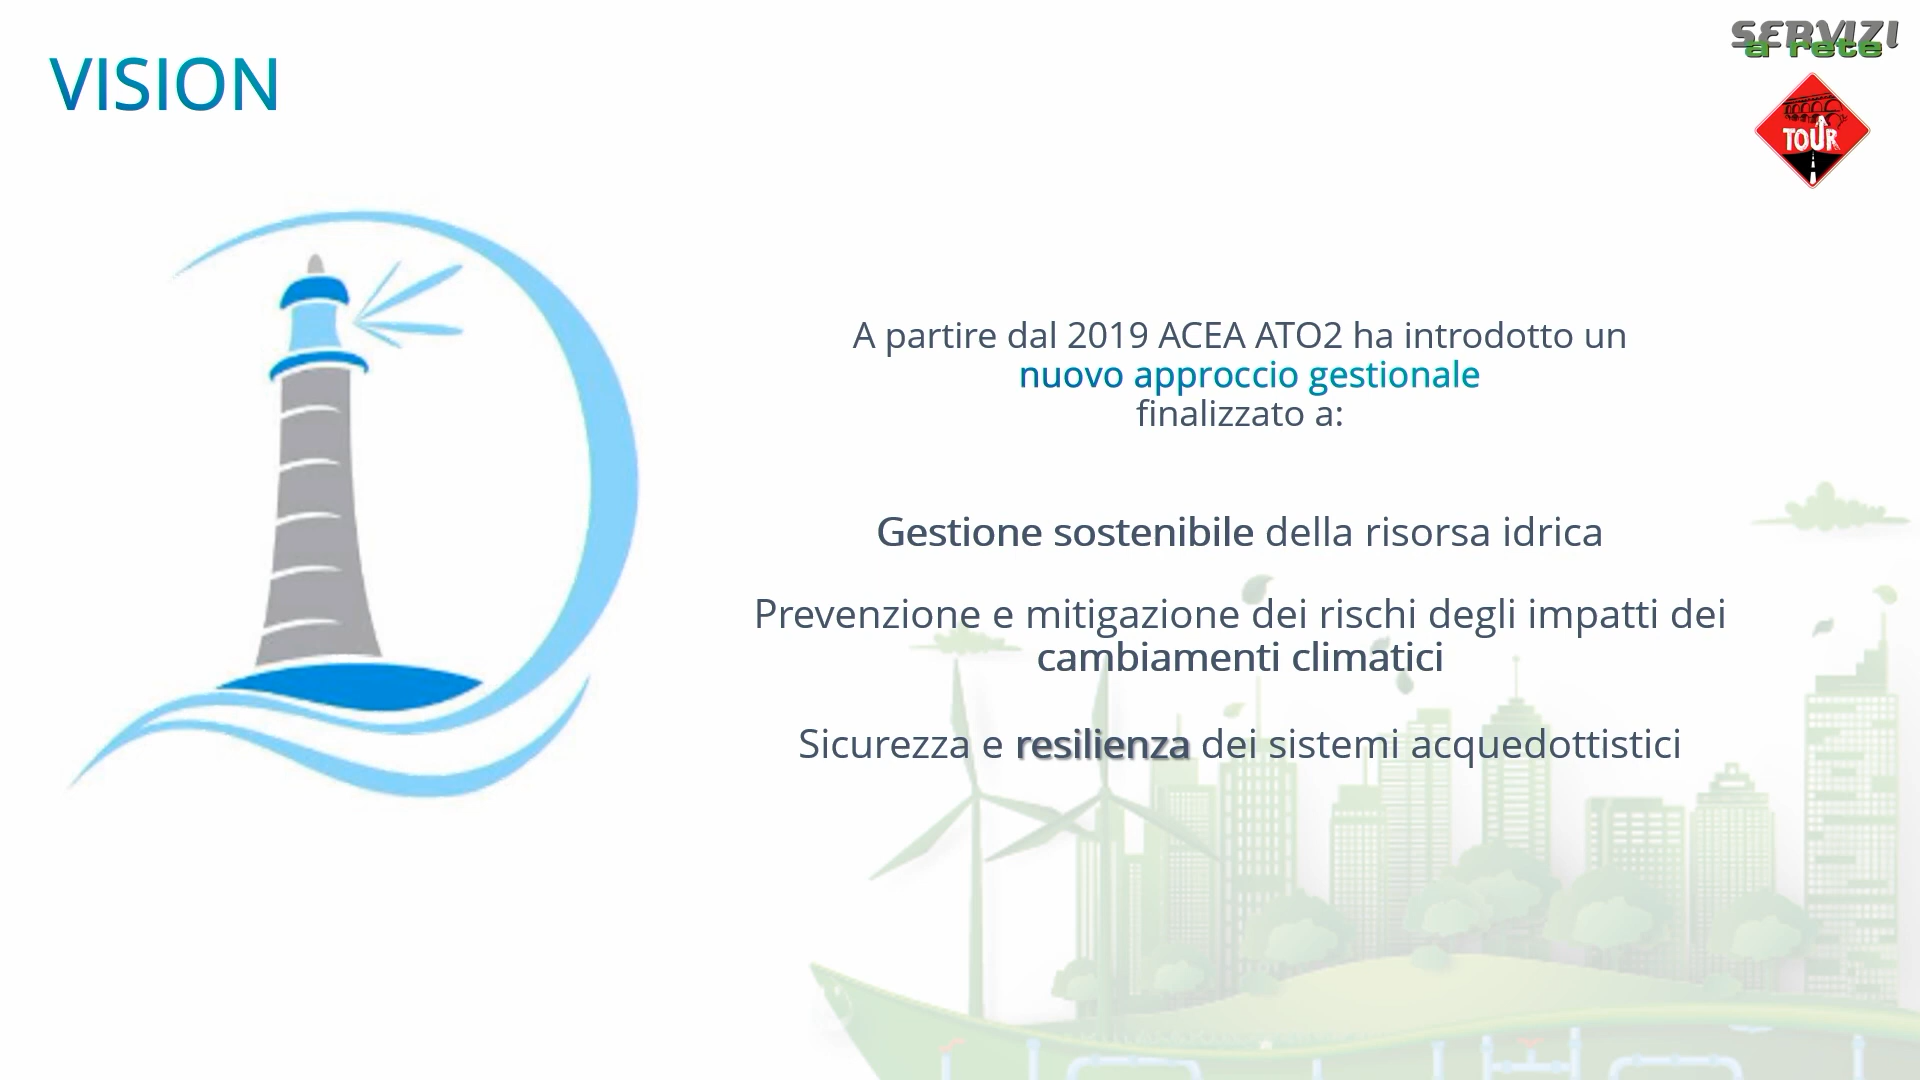 VISION
SERVIZI
a rete
TOUR
A partire dal 2019 ACEA ATO2 ha introdotto un
nuovo approccio gestionale
finalizzato a:
Gestione sostenibile della risorsa idrica
Prevenzione e mitigazione dei rischi degli impatti dei
cambiamenti climatici
Sicurezza e resilienza dei sistemi acquedottistici